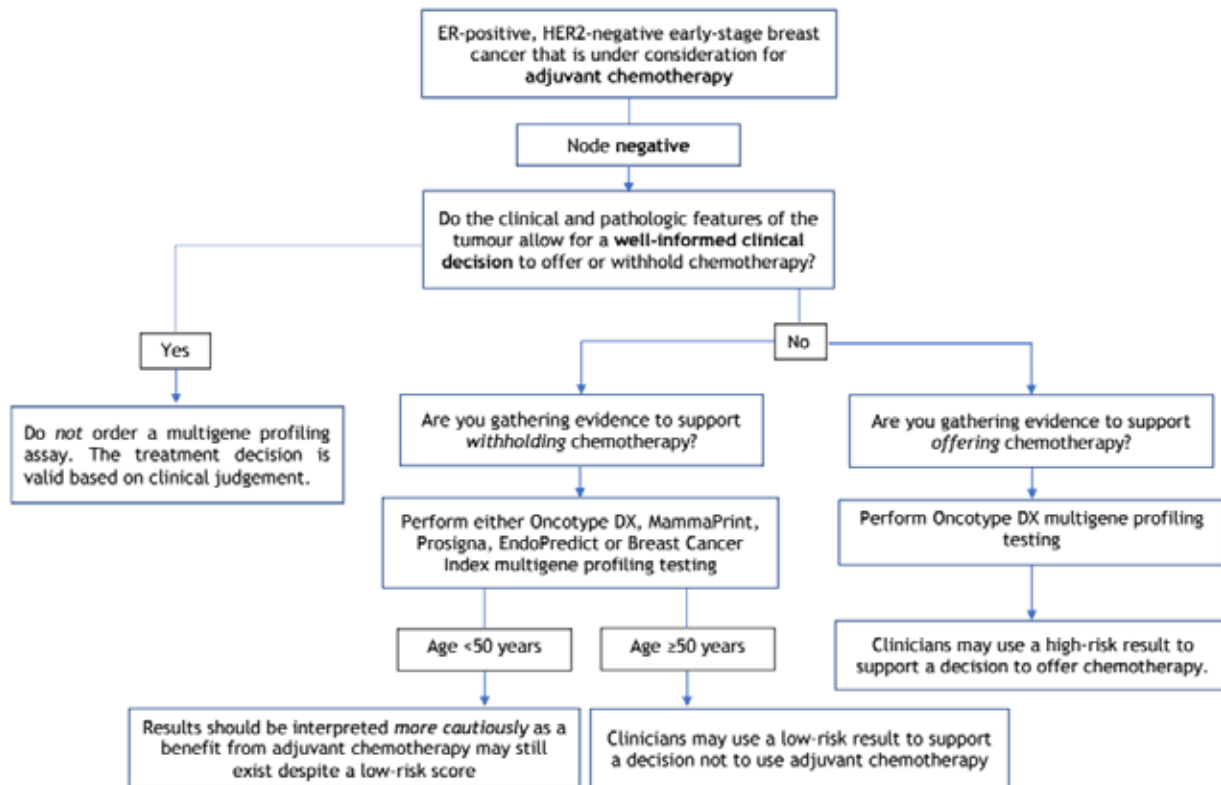 ER-positive, HER2-negative early-stage breast
cancer that is under consideration for
adjuvant chemotherapy
Node negative
Do the clinical and pathologic features of the
tumour allow for a well-informed clinical
decision to offer or withhold chemotherapy?
Yes
No
Do not order a multigene profiling
assay. The treatment decision is
valid based on clinical judgement.
Are you gathering evidence to support
withholding chemotherapy?
Are you gathering evidence to support
offering chemotherapy?
Perform either Oncotype DX, MammaPrint,
Prosigna, EndoPredict or Breast Cancer
Index multigene profiling testing
Perform Oncotype DX multigene profiling
testing
Age <50 years
Age ≥50 years
Clinicians may use a high-risk result to
support a decision to offer chemotherapy.
Results should be interpreted more cautiously as a
benefit from adjuvant chemotherapy may still
exist despite a low-risk score
Clinicians may use a low-risk result to support
a decision not to use adjuvant chemotherapy